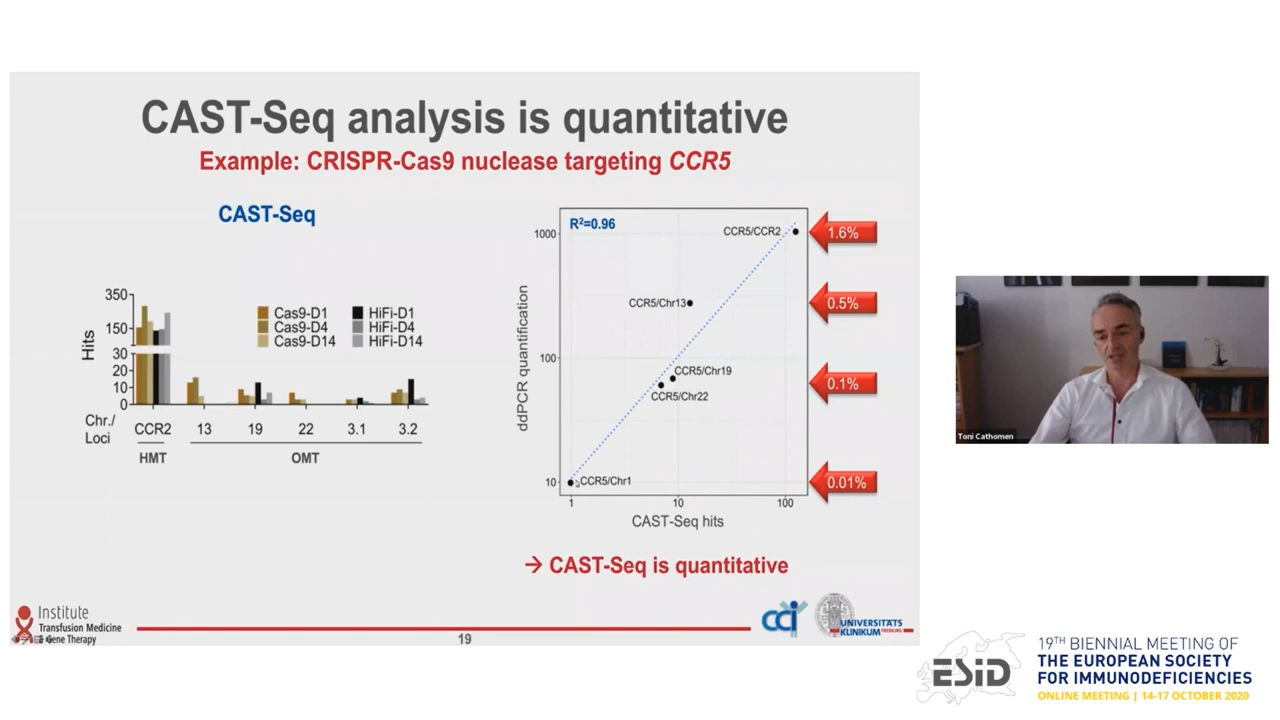 CAST-Seq analysis is quantitative
Example: CRISPR-Cas9 nuclease targeting CCR5
CAST-Seq
350
150
30
20
10
0
Hits
Cas9-D1
Cas9-D4
Cas9-D14
HiFi-D1
HiFi-D4
HiFi-D14
Chr./
Loci
CCR2 13 19 22 3.1 3.2
HMT OMT
R²=0.96
ddPCR quantification
1000
100
10
CCR5/CCR2
CCR5/Chr13
CCR5/Chr19
CCR5/Chr22
CCR5/Chr1
1 10 100
CAST-Seq hits
1.6%
0.5%
0.1%
0.01%
→ CAST-Seq is quantitative
Institute
Transfusion Medicine
Gene Therapy
19
cci
UNIVERSITÄTS
KLINIKUM FREIBURG
Toni Cathomen
ESiD
19TH BIENNIAL MEETING OF
THE EUROPEAN SOCIETY
FOR IMMUNODEFICIENCIES
ONLINE MEETING | 14-17 OCTOBER 2020